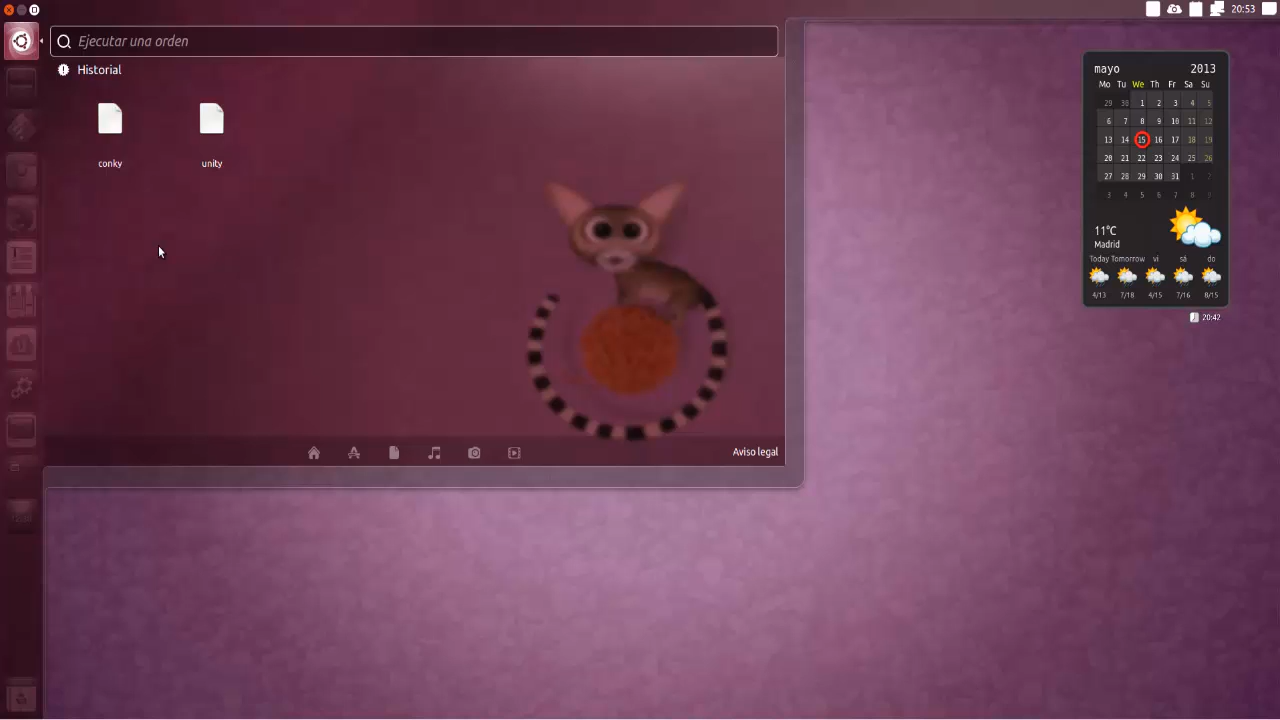 20:53
Ejecutar una orden
Historial
conky
unity
Aviso legal
mayo 2013
Mo Tu We Th Fr Sa Su
29 30 1 2 3 4 5
6 7 8 9 10 11 12
13 14 15 16 17 18 19
20 21 22 23 24 25 26
27 28 29 30 31 1 2
3 4 5 6 7 8 9
11°C
Madrid
Today Tomorrow vi sá do
4/13 7/18 4/15 7/16 8/15
20:42